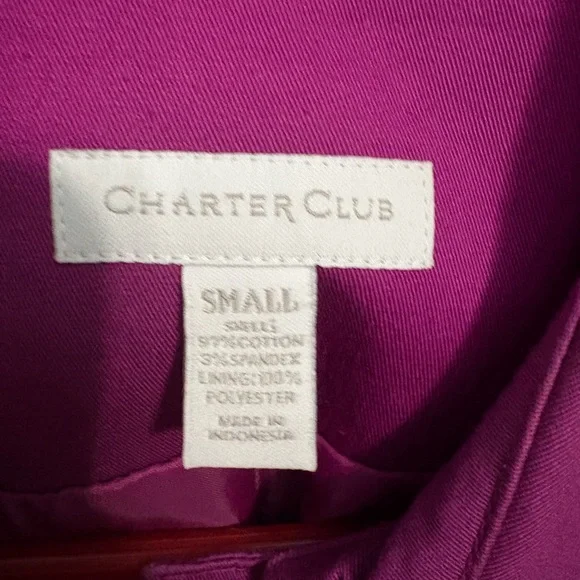 CHARTER CLUB
SMALL
SHELL:
97% COTTON
3% SPANDEX
LINING: 100%
POLYESTER
MADE IN
INDONESIA